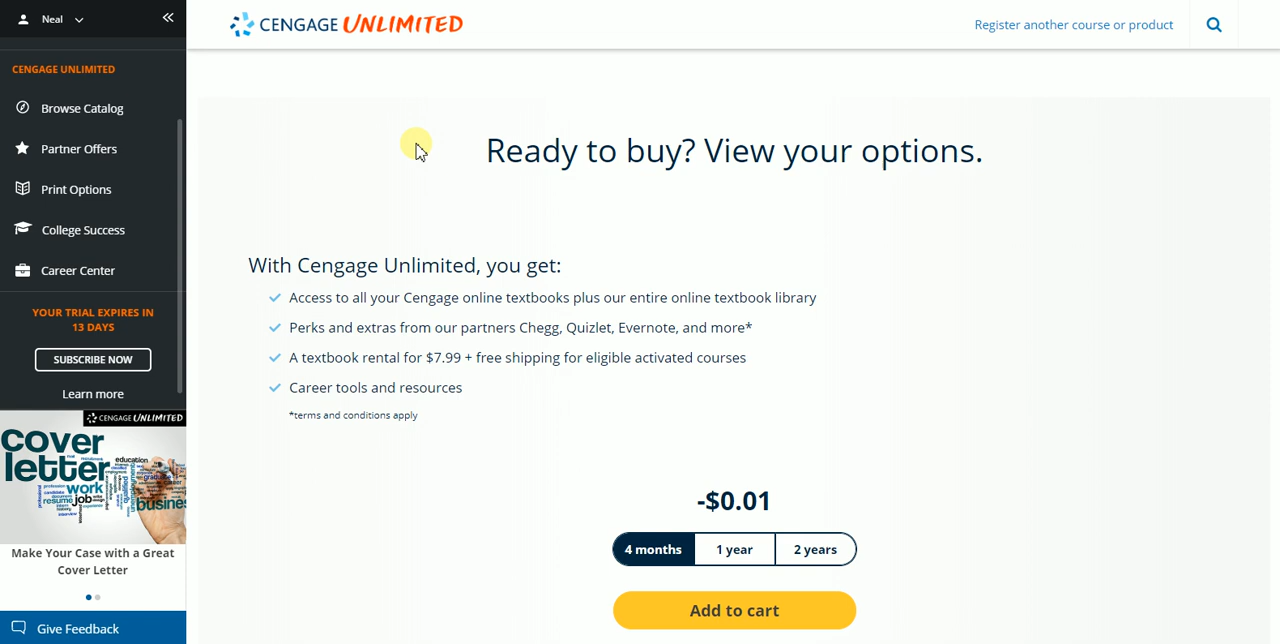 Neal
CENGAGE UNLIMITED
Register another course or product
CENGAGE UNLIMITED
Browse Catalog
Partner Offers
Print Options
College Success
Career Center
YOUR TRIAL EXPIRES IN
13 DAYS
SUBSCRIBE NOW
Learn more
CENGAGE UNLIMITED
cover
letter
education
work
job
resume
business
graduate
Make Your Case with a Great
Cover Letter
Give Feedback
Ready to buy? View your options.
With Cengage Unlimited, you get:
Access to all your Cengage online textbooks plus our entire online textbook library
Perks and extras from our partners Chegg, Quizlet, Evernote, and more*
A textbook rental for $7.99 + free shipping for eligible activated courses
Career tools and resources
*terms and conditions apply
-$0.01
4 months 1 year 2 years
Add to cart